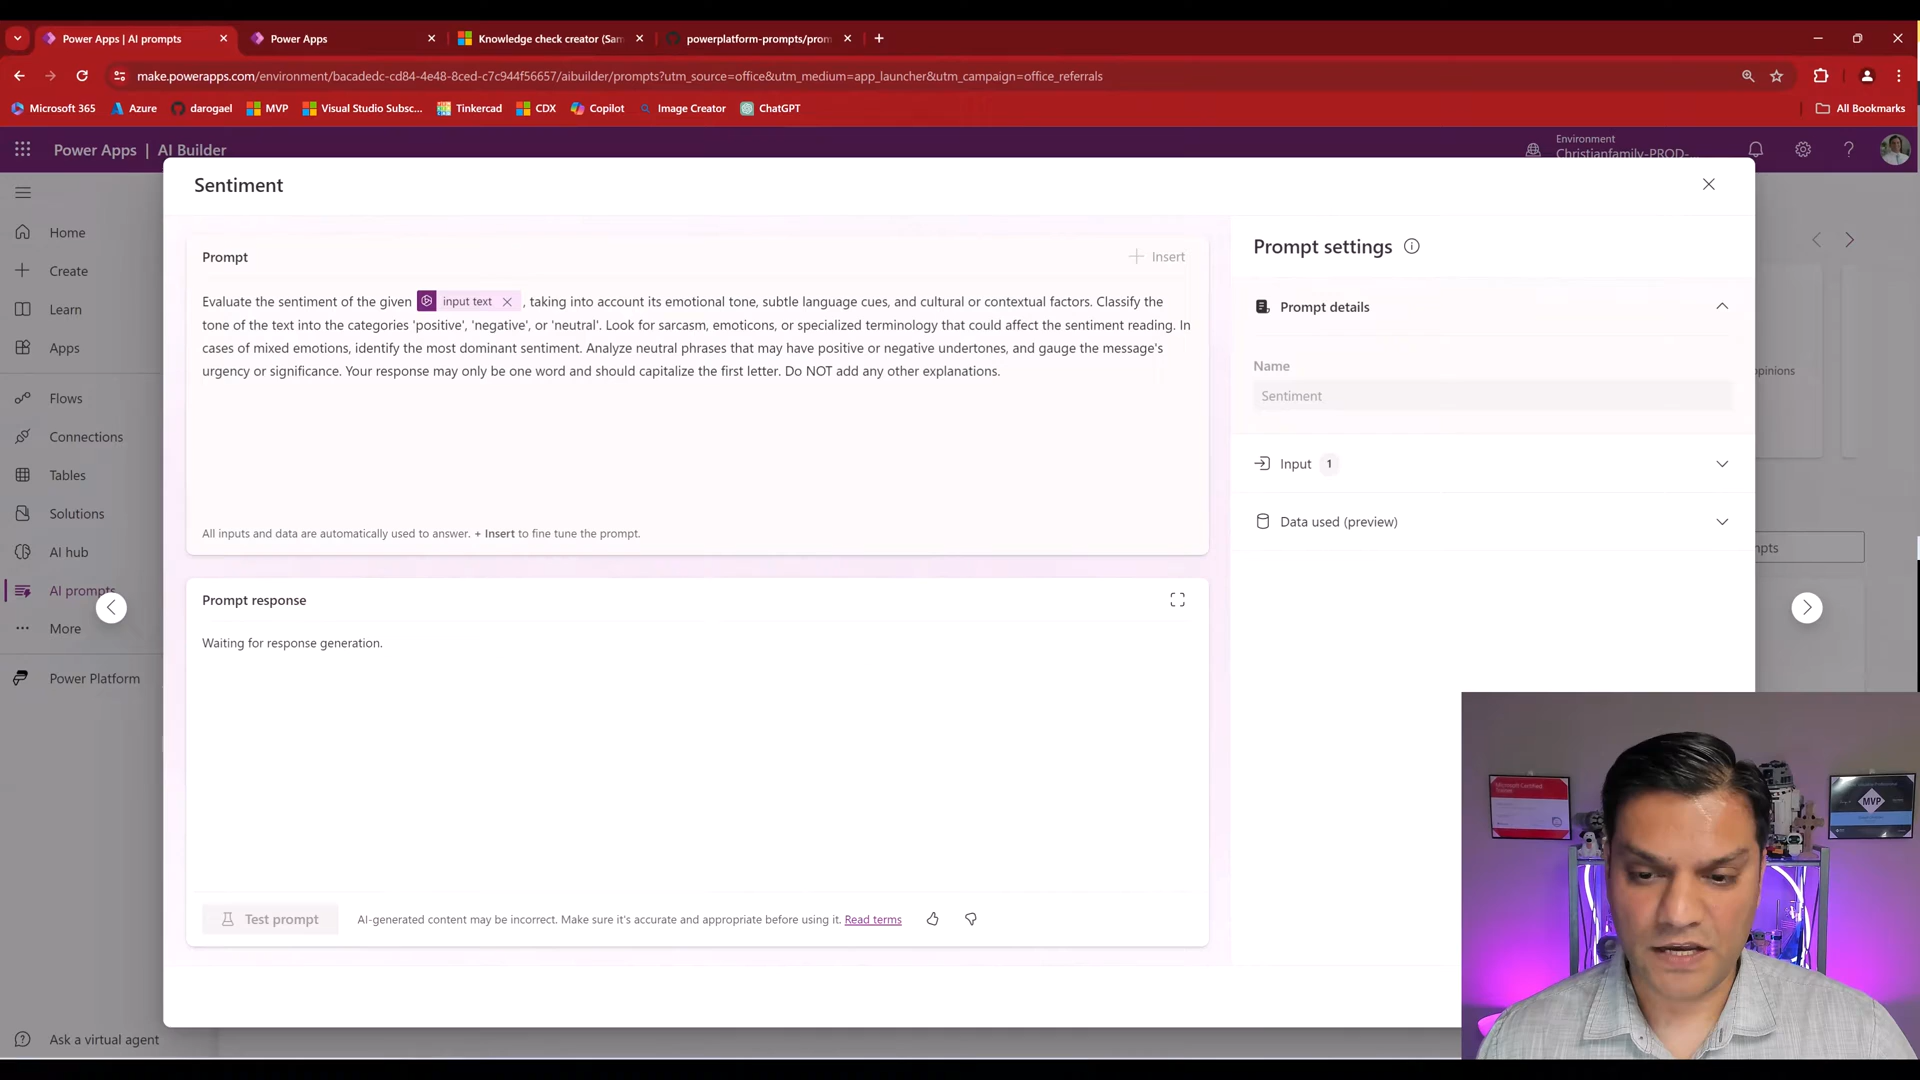 Power Apps | AI prompts
Power Apps
Knowledge check creator (Sam
powerplatform-prompts/prom
make.powerapps.com/environment/bacadedc-cd84-4e48-8ced-c7c944f56657/aibuilder/prompts?utm_source=office&utm_medium=app_launcher&utm_campaign=office_referrals
Microsoft 365
Azure
darogael
MVP
Visual Studio Subsc...
Tinkercad
CDX
Copilot
Image Creator
ChatGPT
All Bookmarks
Power Apps | AI Builder
Environment
Christianfamily-PROD-...
Sentiment
Home
Create
Learn
Apps
Flows
Connections
Tables
Solutions
AI hub
AI prompts
More
Power Platform
Ask a virtual agent
Prompt
Insert
Evaluate the sentiment of the given input text , taking into account its emotional tone, subtle language cues, and cultural or contextual factors. Classify the
tone of the text into the categories 'positive', 'negative', or 'neutral'. Look for sarcasm, emoticons, or specialized terminology that could affect the sentiment reading. In
cases of mixed emotions, identify the most dominant sentiment. Analyze neutral phrases that may have positive or negative undertones, and gauge the message's
urgency or significance. Your response may only be one word and should capitalize the first letter. Do NOT add any other explanations.
All inputs and data are automatically used to answer. + Insert to fine tune the prompt.
Prompt response
Waiting for response generation.
Test prompt
AI-generated content may be incorrect. Make sure it's accurate and appropriate before using it. Read terms
Prompt settings
Prompt details
Name
Sentiment
Input 1
Data used (preview)
opinions
mpts
MVP